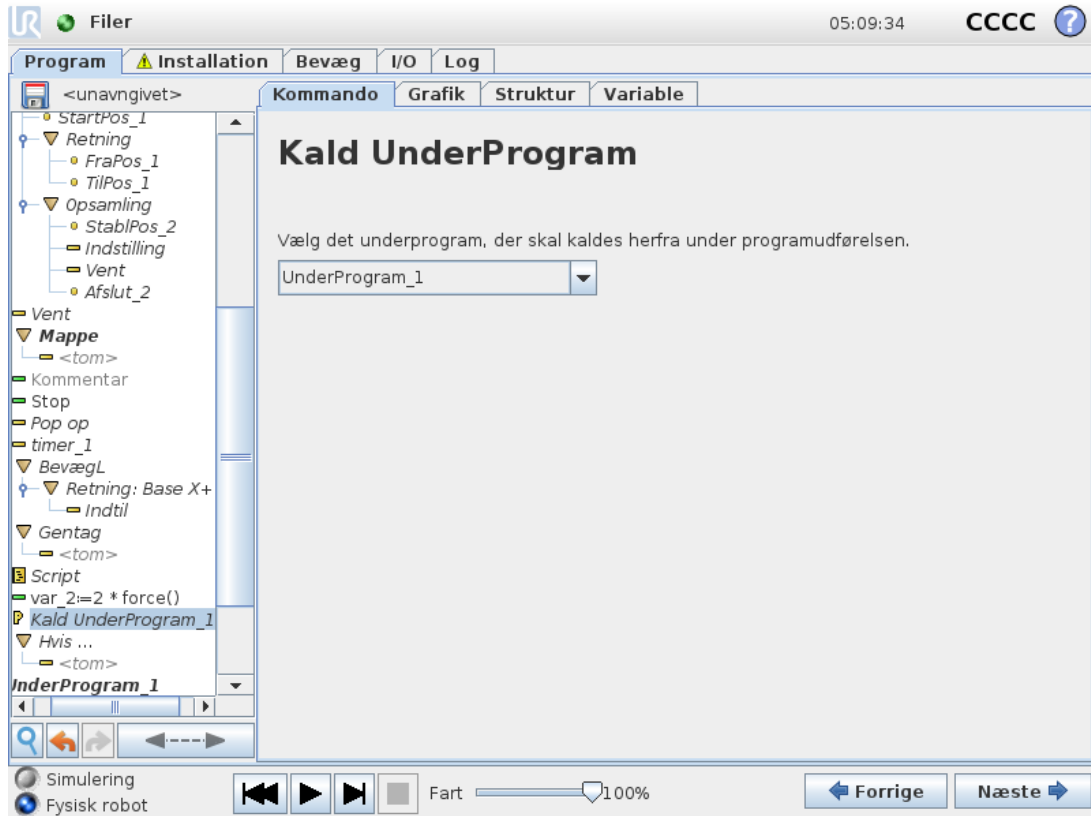 UR Filer 05:09:34 CCCC ?
Program Installation Bevæg I/O Log
<unavngivet>
Kommando Grafik Struktur Variable
StartPos_1
Retning
FraPos_1
TilPos_1
Opsamling
StablPos_2
Indstilling
Vent
Afslut_2
Vent
Mappe
<tom>
Kommentar
Stop
Pop op
timer_1
BevægL
Retning: Base X+
Indtil
Gentag
<tom>
Script
var_2:=2 * force()
Kald UnderProgram_1
Hvis ...
<tom>
UnderProgram_1
Kald UnderProgram
Vælg det underprogram, der skal kaldes herfra under programudførelsen.
UnderProgram_1
Simulering
Fysisk robot
Fart 100%
Forrige Næste